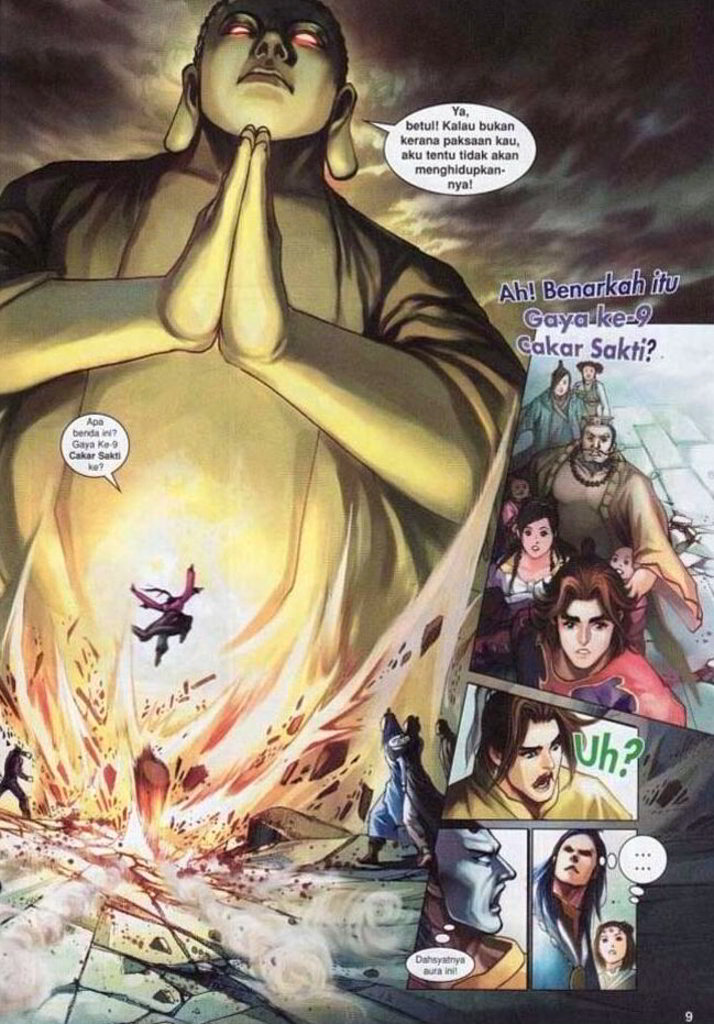 Ya,
betul! Kalau bukan
kerana paksaan kau,
aku tentu tidak akan
menghidupkan-
nya!
Ah! Benarkah itu
Gaya ke-9
Cakar Sakti?
Apa
benda ini?
Gaya Ke-9
Cakar Sakti
ke?
Uh?
...
...
Dahsyatnya
aura ini!
9